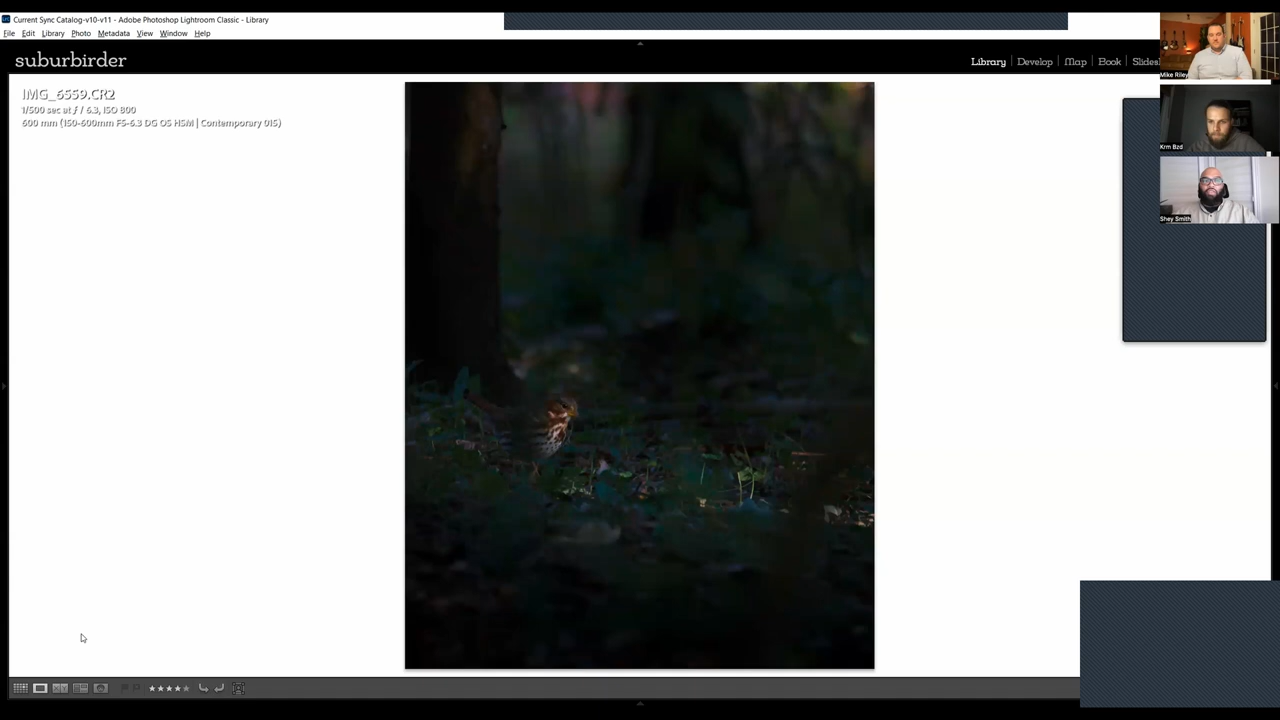 Current Sync Catalog-v10-v11 - Adobe Photoshop Lightroom Classic - Library
File Edit Library Photo Metadata View Window Help
suburbirder
Library | Develop | Map | Book | Slides
IMG_6559.CR2
1/500 sec at ƒ / 6.3, ISO 800
600 mm (150-600mm F5-6.3 DG OS HSM | Contemporary 015)
Mike Riley
Krm Bzd
Shey Smith